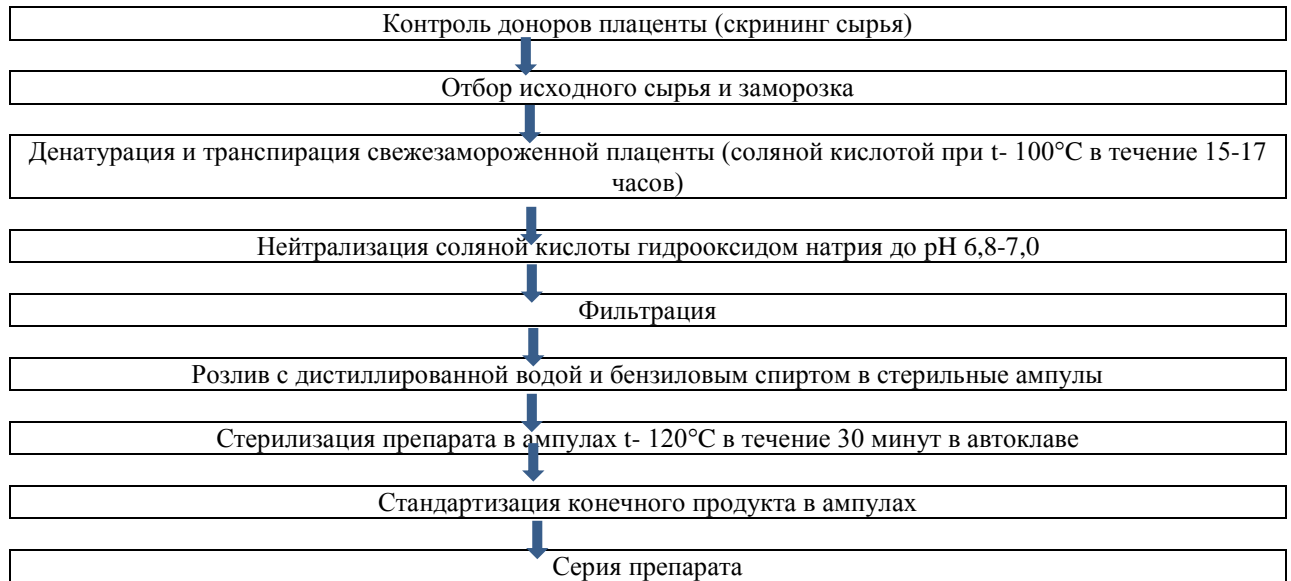 Контроль доноров плаценты (скрининг сырья)
Отбор исходного сырья и заморозка
Денатурация и транспирация свежезамороженной плаценты (соляной кислотой при t- 100°С в течение 15-17
часов)
Нейтрализация соляной кислоты гидрооксидом натрия до pH 6,8-7,0
Фильтрация
Розлив с дистиллированной водой и бензиловым спиртом в стерильные ампулы
Стерилизация препарата в ампулах t- 120°С в течение 30 минут в автоклаве
Стандартизация конечного продукта в ампулах
Серия препарата